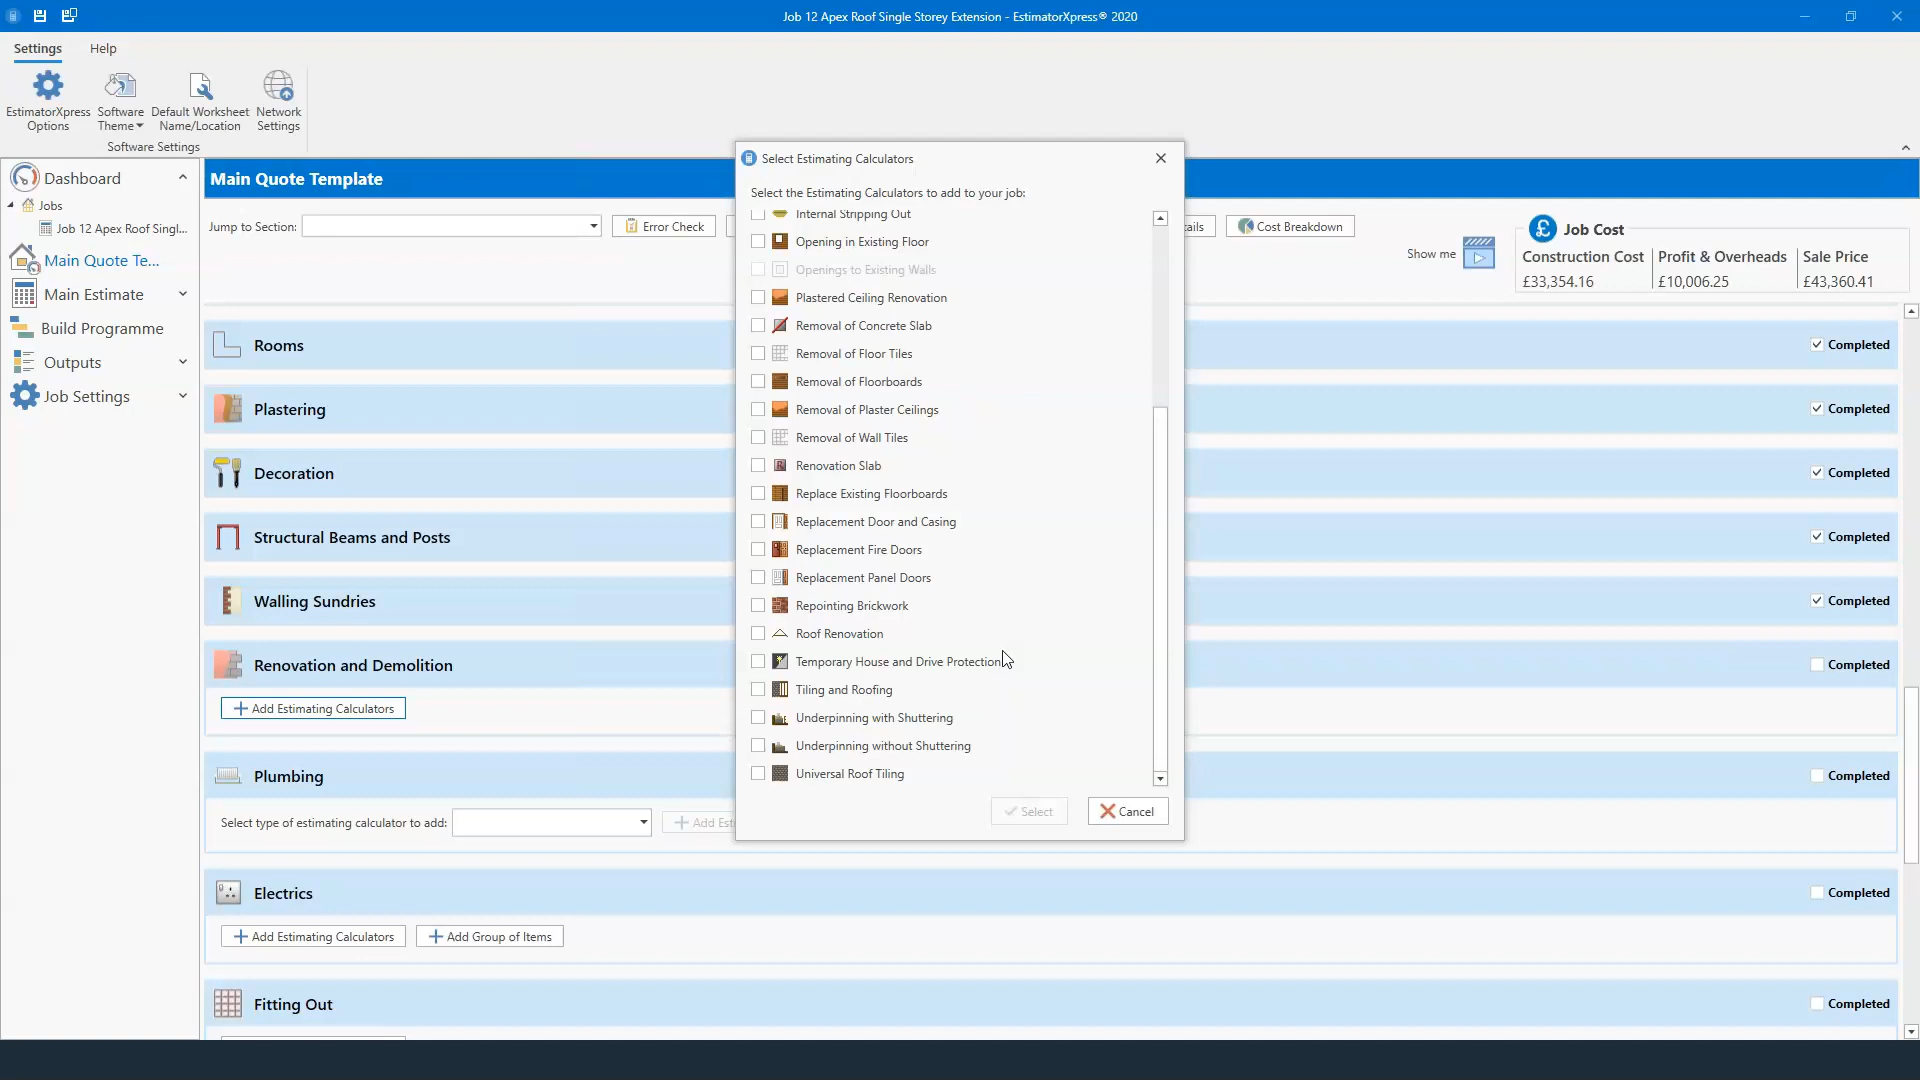 Job 12 Apex Roof Single Storey Extension - EstimatorXpress® 2020
Settings
Help
EstimatorXpress Options
Software Theme
Default Worksheet Name/Location
Network Settings
Software Settings
Dashboard
Jobs
Job 12 Apex Roof Singl...
Main Quote Te...
Main Estimate
Build Programme
Outputs
Job Settings
Main Quote Template
Jump to Section:
Error Check
tails
Cost Breakdown
Show me
Job Cost
Construction Cost
Profit & Overheads
Sale Price
£33,354.16
£10,006.25
£43,360.41
Rooms
Completed
Plastering
Completed
Decoration
Completed
Structural Beams and Posts
Completed
Walling Sundries
Completed
Renovation and Demolition
Completed
Add Estimating Calculators
Plumbing
Completed
Select type of estimating calculator to add:
Add Est
Electrics
Completed
Add Estimating Calculators
Add Group of Items
Fitting Out
Completed
Select Estimating Calculators
Select the Estimating Calculators to add to your job:
Internal Stripping Out
Opening in Existing Floor
Openings to Existing Walls
Plastered Ceiling Renovation
Removal of Concrete Slab
Removal of Floor Tiles
Removal of Floorboards
Removal of Plaster Ceilings
Removal of Wall Tiles
Renovation Slab
Replace Existing Floorboards
Replacement Door and Casing
Replacement Fire Doors
Replacement Panel Doors
Repointing Brickwork
Roof Renovation
Temporary House and Drive Protection
Tiling and Roofing
Underpinning with Shuttering
Underpinning without Shuttering
Universal Roof Tiling
Select
Cancel